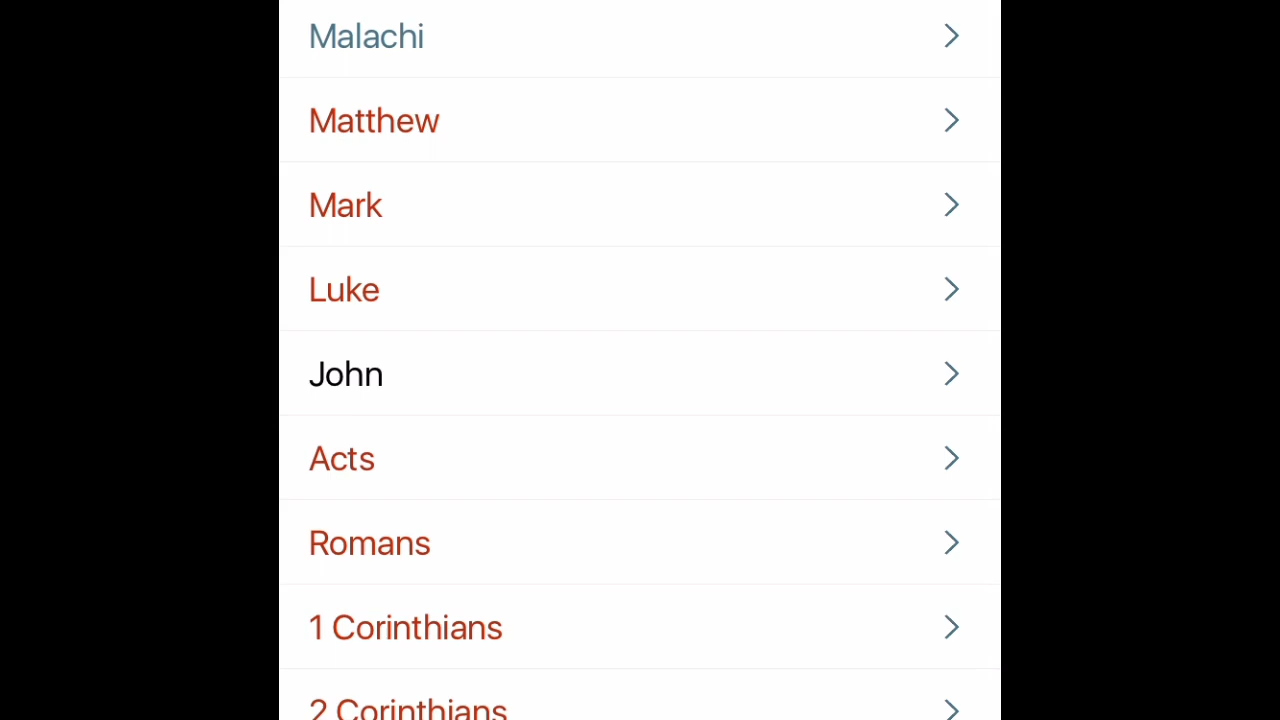 Malachi
Matthew
Mark
Luke
John
Acts
Romans
1 Corinthians
2 Corinthians